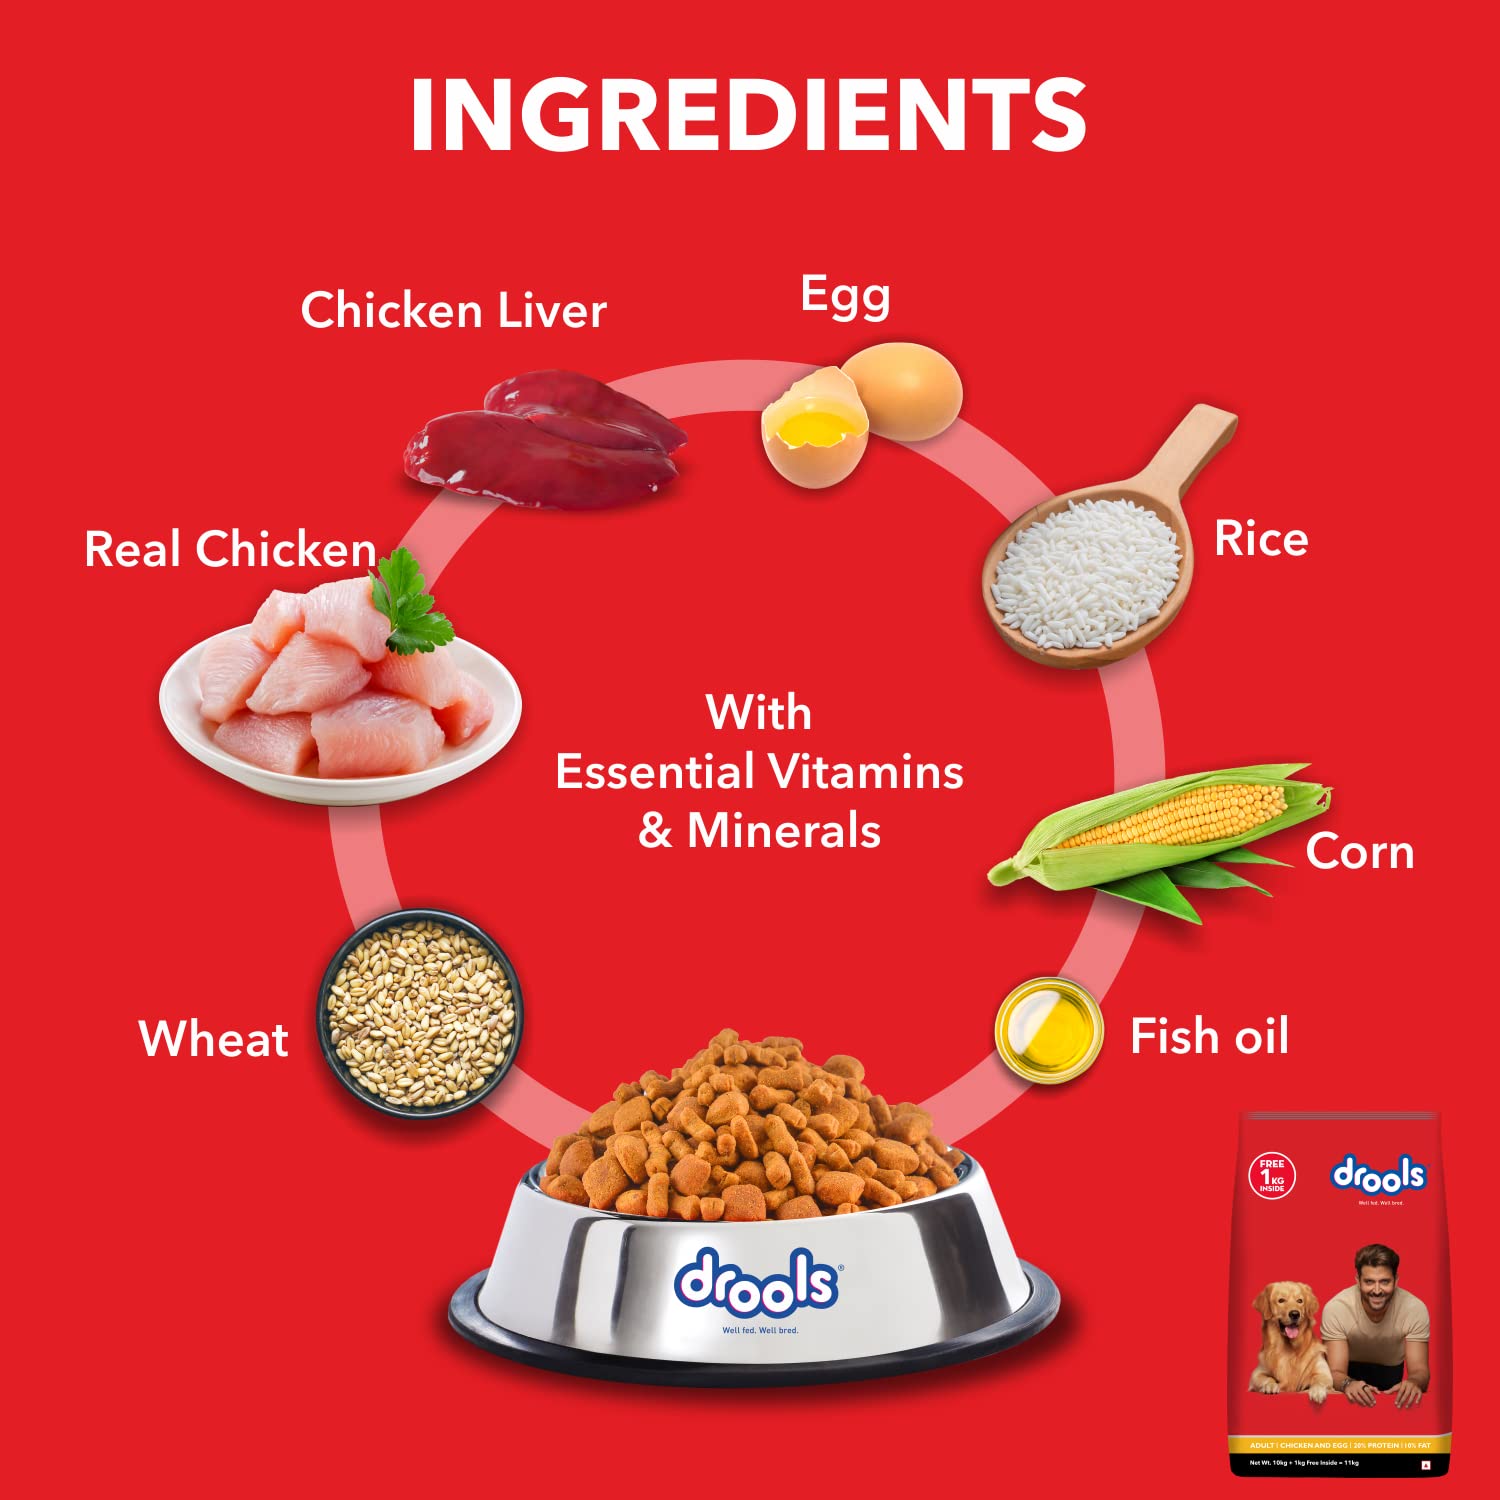 INGREDIENTS
Chicken Liver
Egg
Real Chicken
Rice
With
Essential Vitamins
& Minerals
Corn
Wheat
Fish oil
drools®
Well fed. Well bred.
FREE
1 KG
INSIDE
drools
Well fed. Well bred.
ADULT | CHICKEN AND EGG | 20% PROTEIN | 10% FAT
Net Wt. 10kg + 1kg Free Inside = 11kg